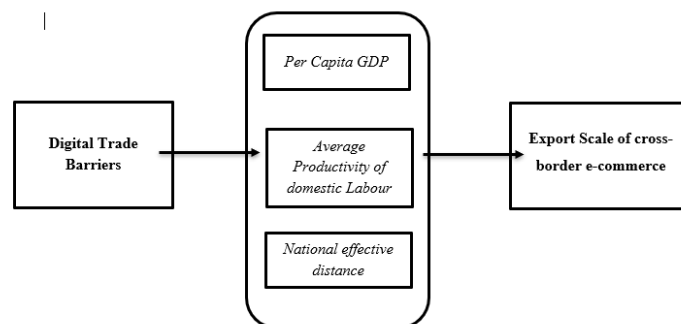 Per Capita GDP
Digital Trade
Barriers
Average
Productivity of
domestic Labour
Export Scale of cross-
border e-commerce
National effective
distance